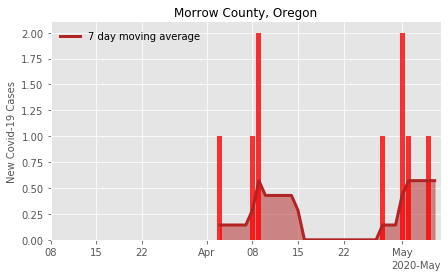 Morrow County, Oregon
7 day moving average
New Covid-19 Cases
2.00
1.75
1.50
1.25
1.00
0.75
0.50
0.25
0.00
08 15 22 Apr 08 15 22 May
2020-May